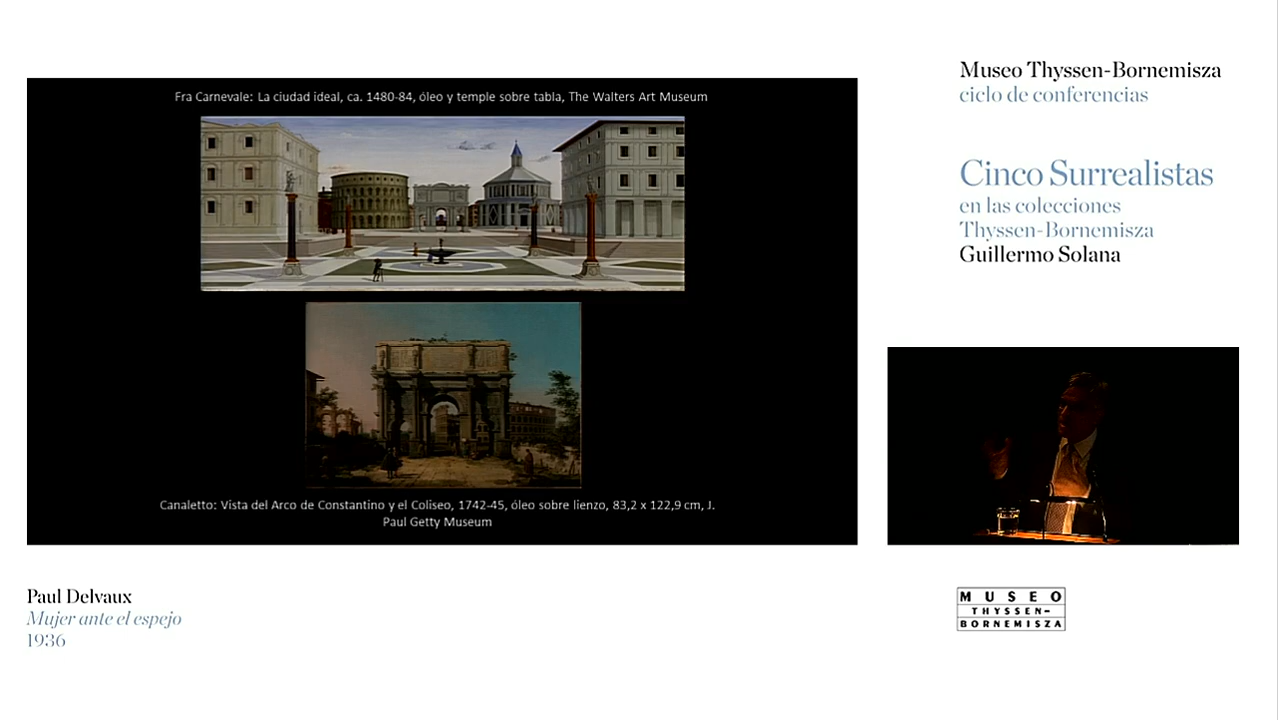 Fra Carnevale: La ciudad ideal, ca. 1480-84, óleo y temple sobre tabla, The Walters Art Museum
Canaletto: Vista del Arco de Constantino y el Coliseo, 1742-45, óleo sobre lienzo, 83,2 x 122,9 cm, J.
Paul Getty Museum
Paul Delvaux
Mujer ante el espejo
1936
Museo Thyssen-Bornemisza
ciclo de conferencias
Cinco Surrealistas
en las colecciones
Thyssen-Bornemisza
Guillermo Solana
MUSEO
THYSSEN-
BORNEMISZA